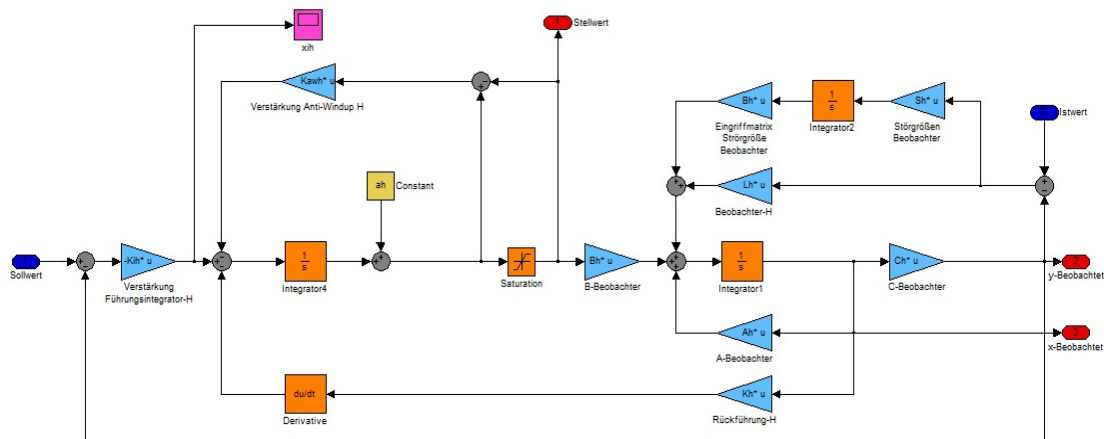 1
Stellwert
xih
Kawh* u
Verstärkung Anti-Windup H
Bh* u
Eingriffmatrix
Strörgröße
Beobachter
1
s
Integrator2
Sh* u
Störgrößen
Beobachter
Istwert
ah
Constant
Lh* u
Beobachter-H
Sollwert
-Kih* u
Verstärkung
Führungsintegrator-H
1
s
Integrator4
Saturation
Bh* u
B-Beobachter
1
s
Integrator1
Ch* u
C-Beobachter
2
y-Beobachtet
Ah* u
A-Beobachter
3
x-Beobachtet
du/dt
Derivative
Kh* u
Rückführung-H